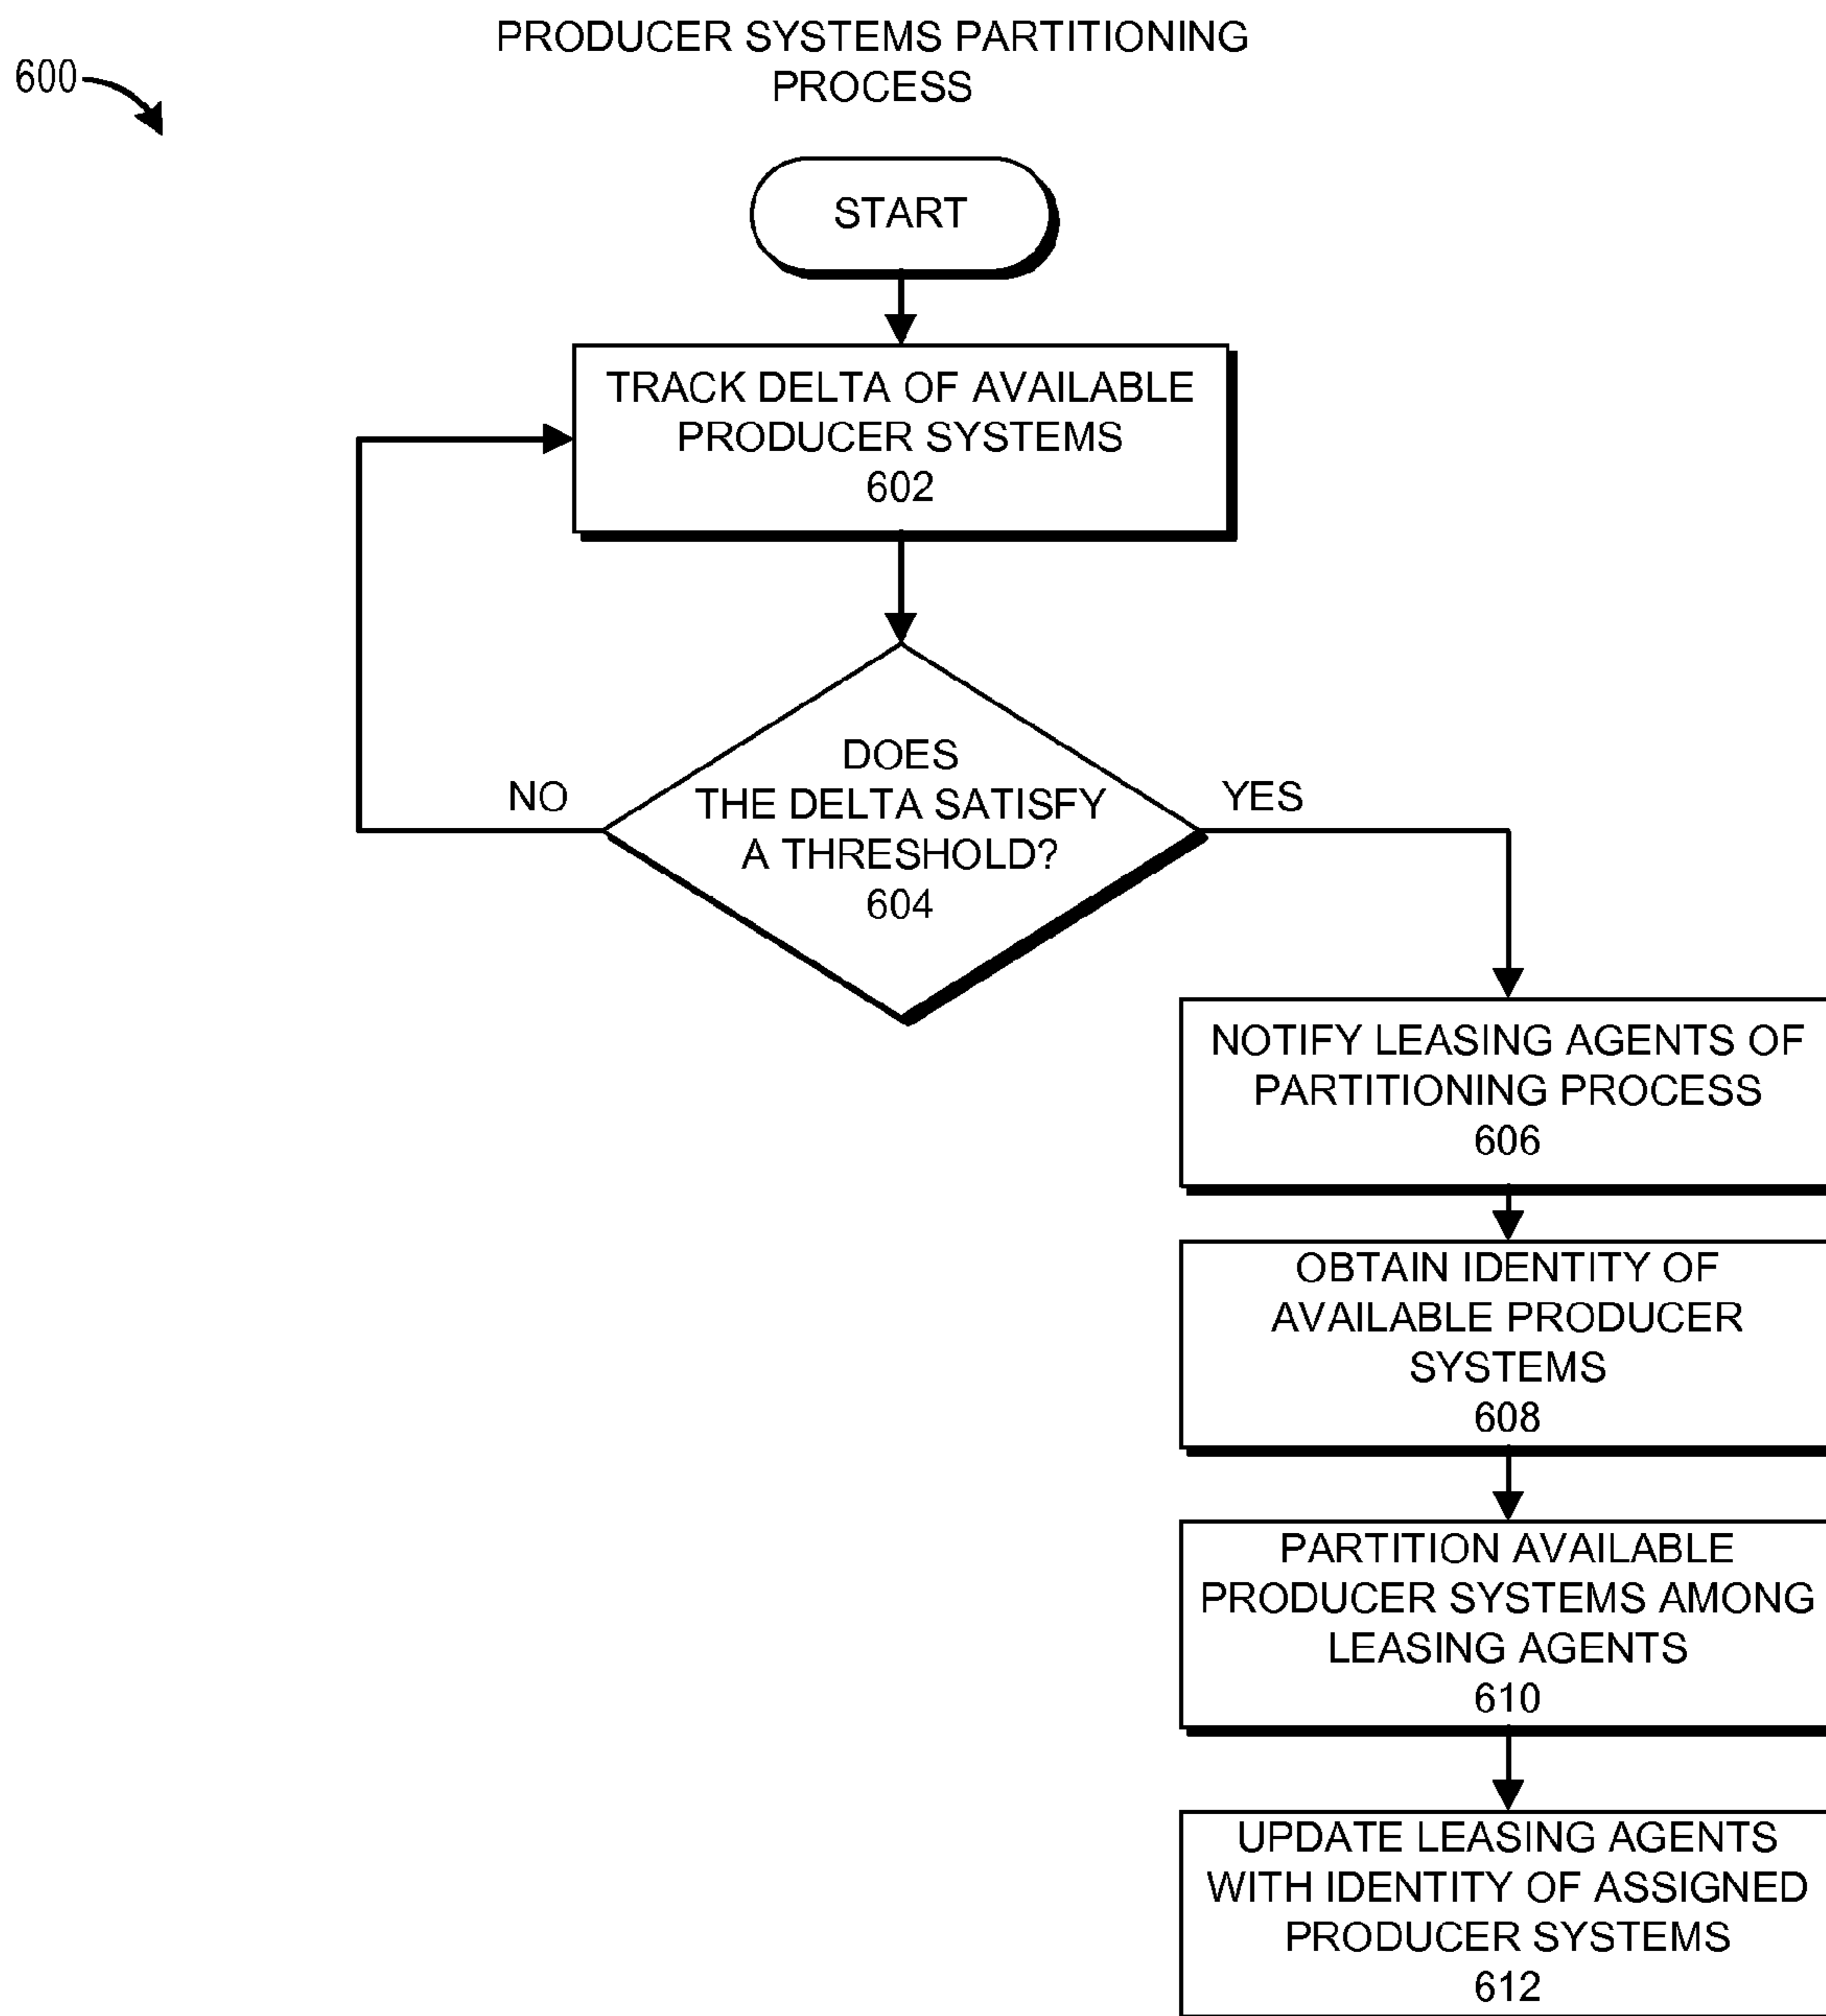 PRODUCER SYSTEMS PARTITIONING
PROCESS
600
START
TRACK DELTA OF AVAILABLE
PRODUCER SYSTEMS
602
DOES
THE DELTA SATISFY
A THRESHOLD?
604
NO
YES
NOTIFY LEASING AGENTS OF
PARTITIONING PROCESS
606
OBTAIN IDENTITY OF
AVAILABLE PRODUCER
SYSTEMS
608
PARTITION AVAILABLE
PRODUCER SYSTEMS AMONG
LEASING AGENTS
610
UPDATE LEASING AGENTS
WITH IDENTITY OF ASSIGNED
PRODUCER SYSTEMS
612